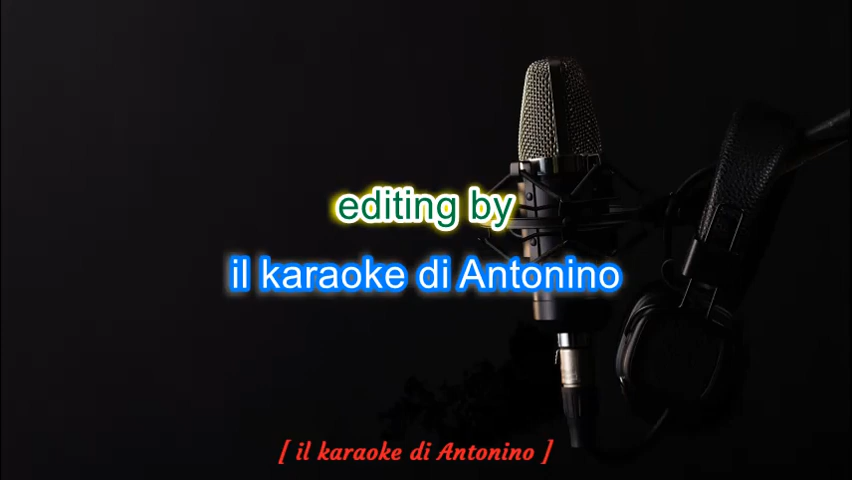 editing by
il karaoke di Antonino
[ il karaoke di Antonino ]